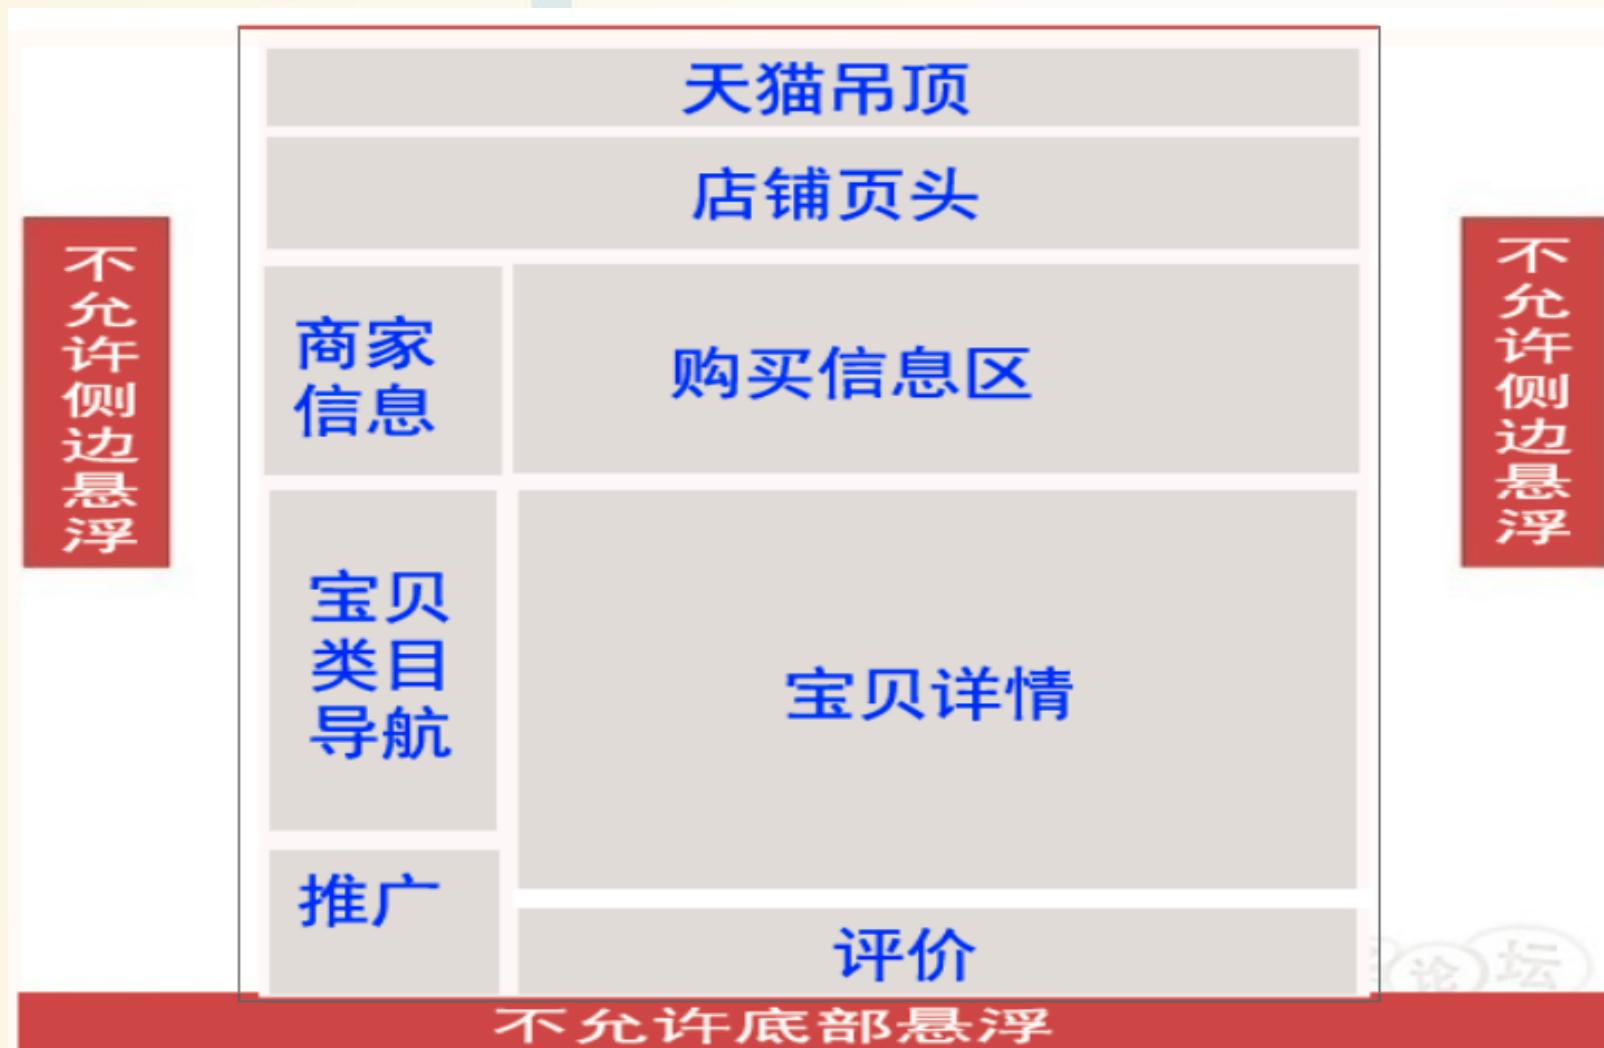 天猫吊顶
店铺页头
不允许侧边悬浮
商家
信息
购买信息区
不允许侧边悬浮
宝贝
类目
导航
宝贝详情
推广
评价
论坛
不允许底部悬浮